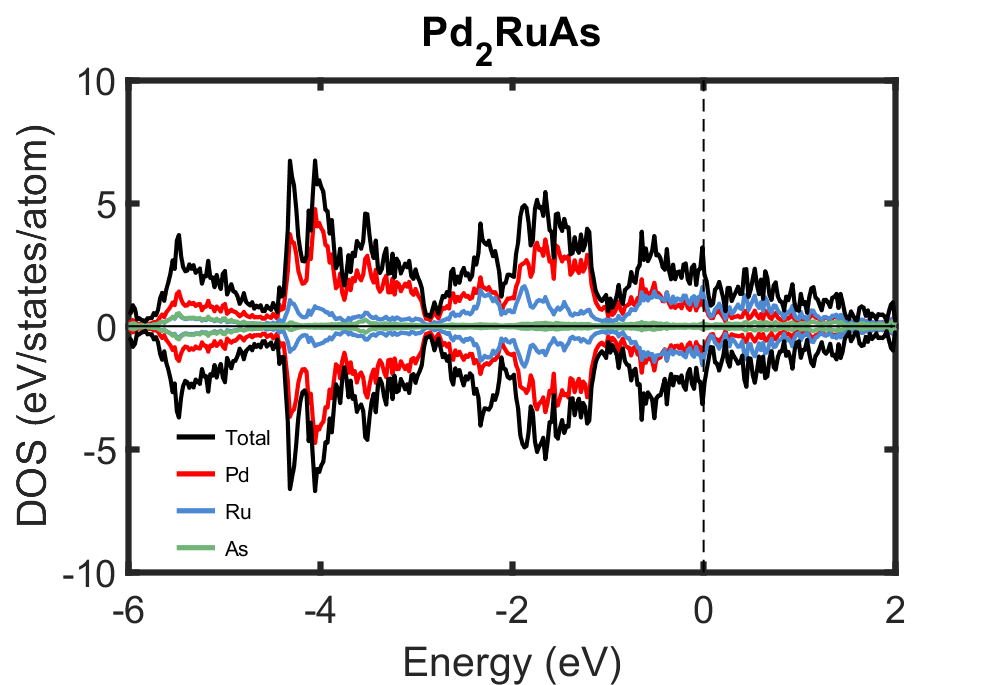 Pd2RuAs
DOS (eV/states/atom)
10
5
0
-5
-10
Total
Pd
Ru
As
-6 -4 -2 0 2
Energy (eV)